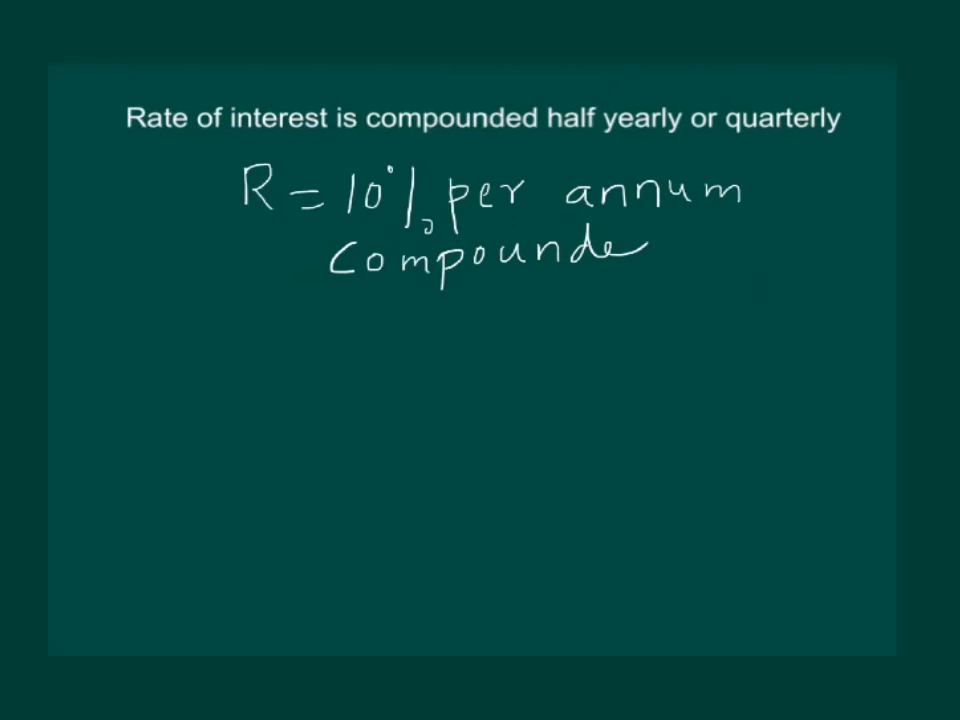 Rate of interest is compounded half yearly or quarterly
R = 10% per annum
compounde